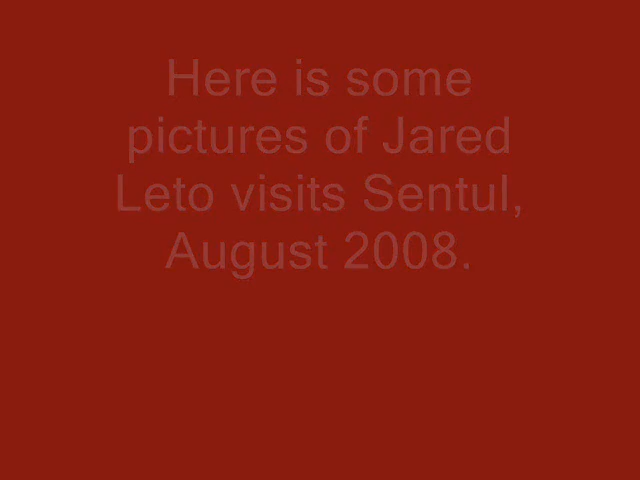 Here is some
pictures of Jared
Leto visits Sentul,
August 2008.